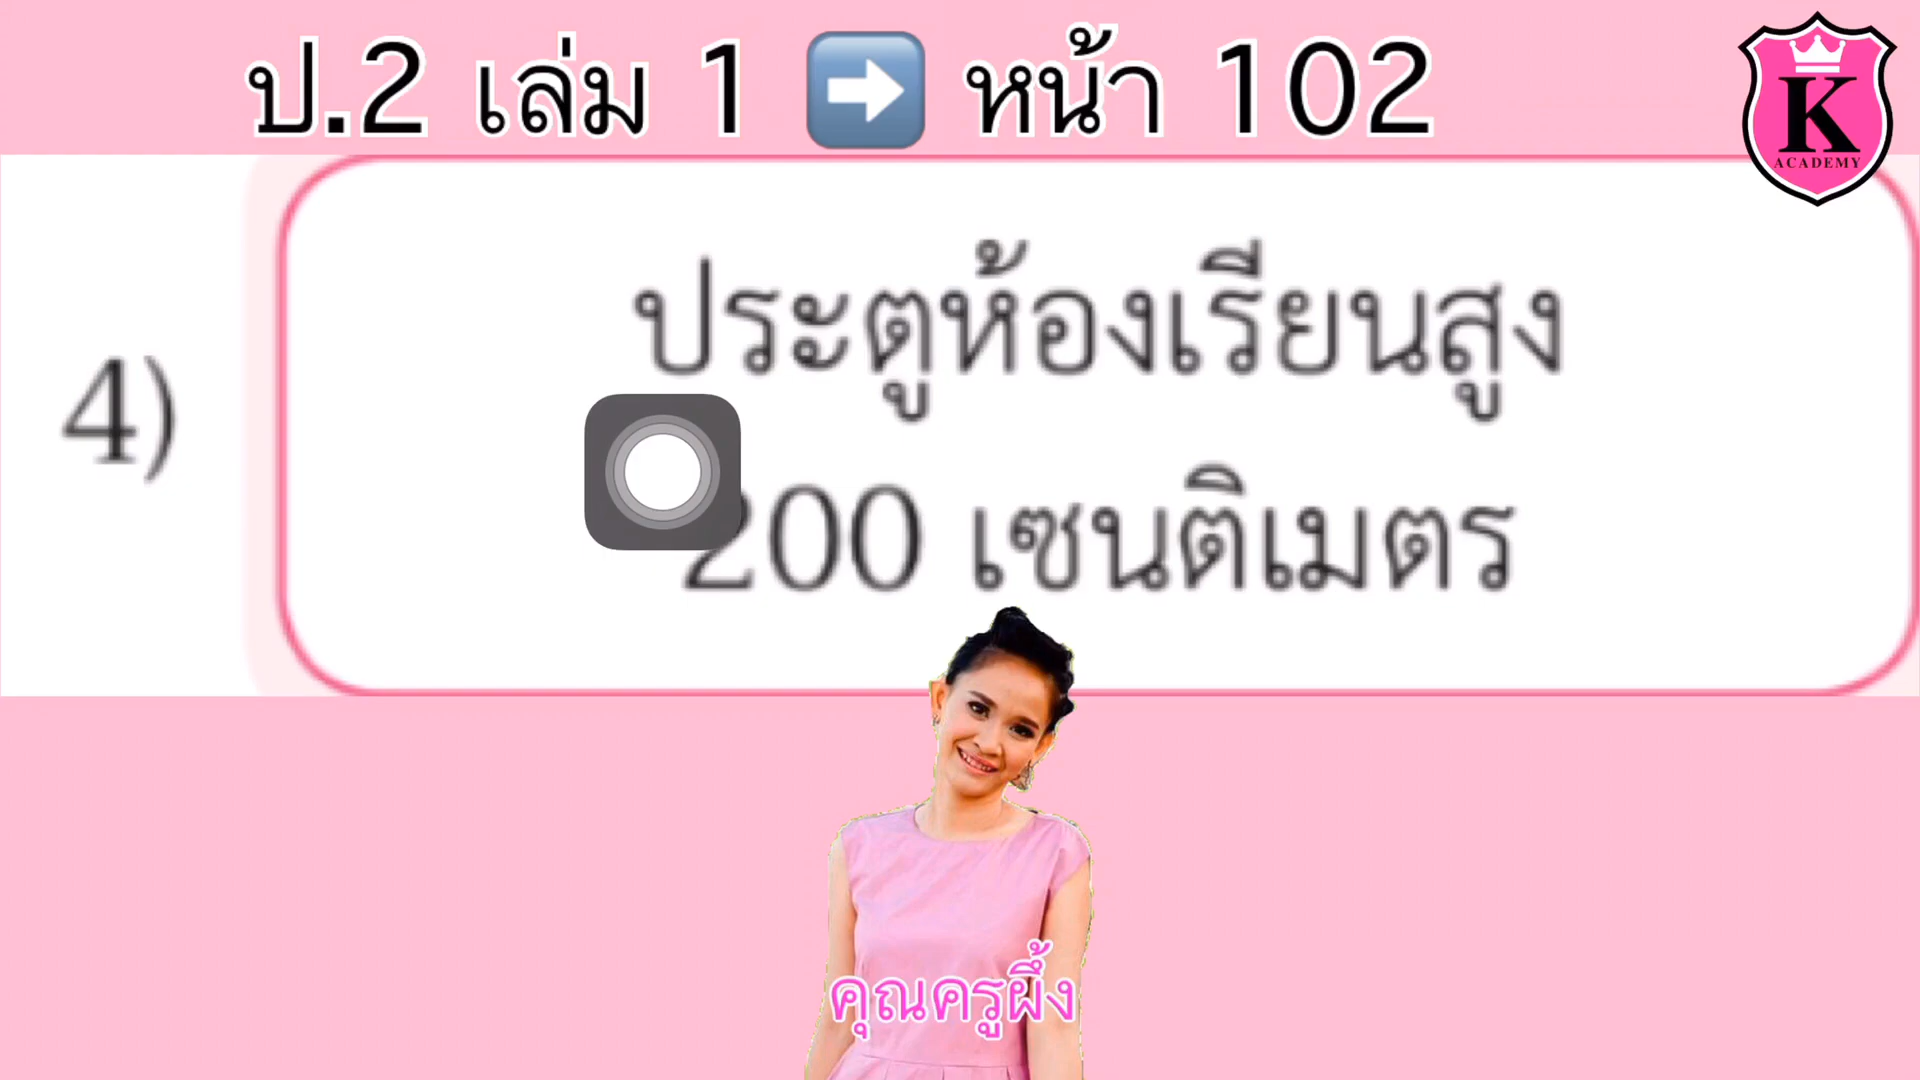 ป.2 เล่ม 1 ➡ หน้า 102
K
ACADEMY
4)
ประตูห้องเรียนสูง
200 เซนติเมตร
คุณครูผึ้ง